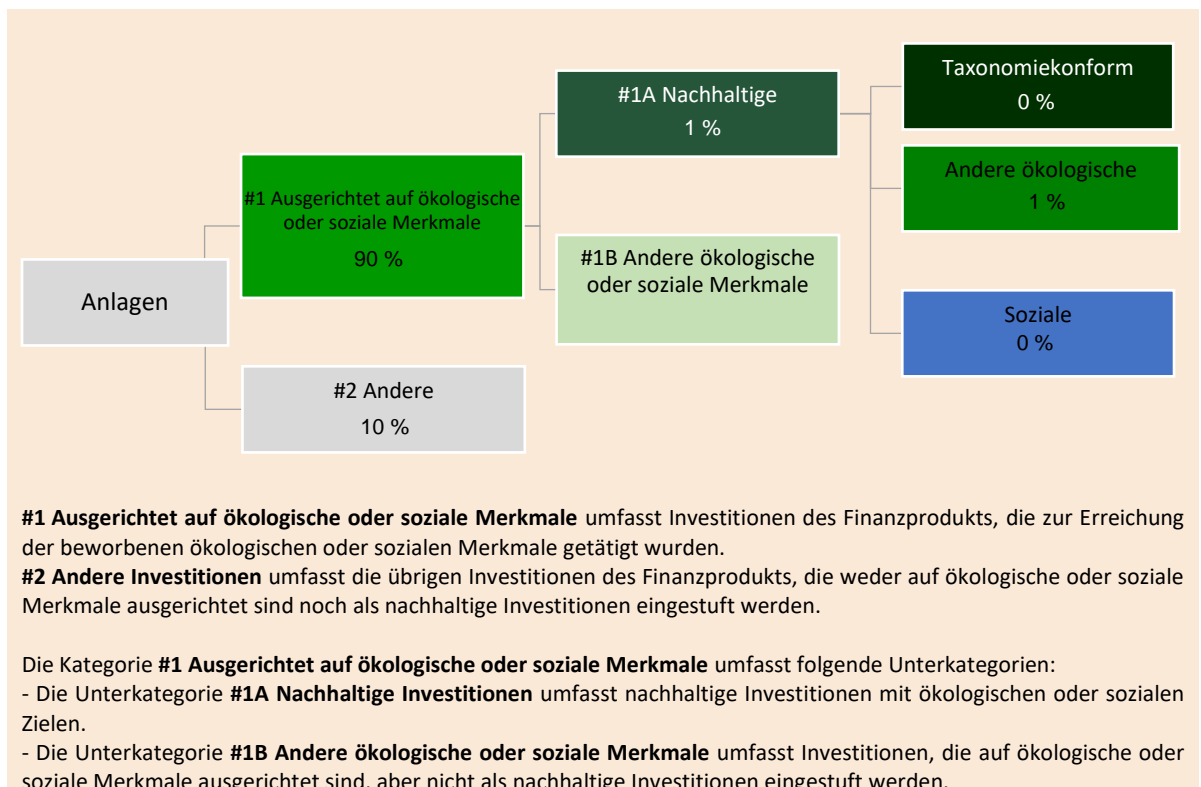 Anlagen
#1 Ausgerichtet auf ökologische
oder soziale Merkmale
90 %
#2 Andere
10 %
#1A Nachhaltige
1 %
#1B Andere ökologische
oder soziale Merkmale
Taxonomiekonform
0 %
Andere ökologische
1 %
Soziale
0 %
#1 Ausgerichtet auf ökologische oder soziale Merkmale umfasst Investitionen des Finanzprodukts, die zur Erreichung
der beworbenen ökologischen oder sozialen Merkmale getätigt wurden.
#2 Andere Investitionen umfasst die übrigen Investitionen des Finanzprodukts, die weder auf ökologische oder soziale
Merkmale ausgerichtet sind noch als nachhaltige Investitionen eingestuft werden.
Die Kategorie #1 Ausgerichtet auf ökologische oder soziale Merkmale umfasst folgende Unterkategorien:
- Die Unterkategorie #1A Nachhaltige Investitionen umfasst nachhaltige Investitionen mit ökologischen oder sozialen
Zielen.
- Die Unterkategorie #1B Andere ökologische oder soziale Merkmale umfasst Investitionen, die auf ökologische oder
soziale Merkmale ausgerichtet sind, aber nicht als nachhaltige Investitionen eingestuft werden.